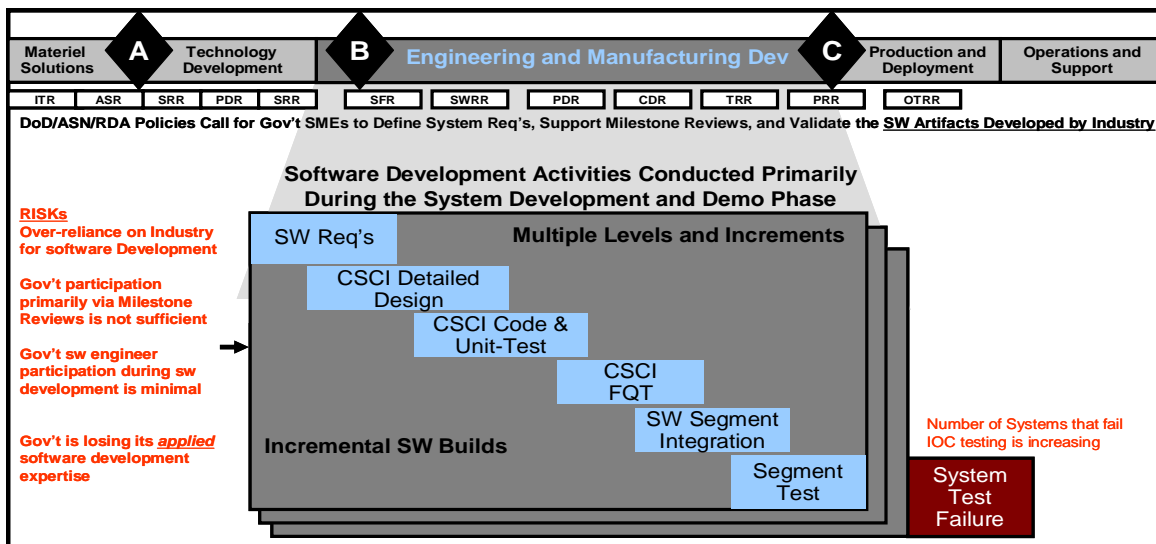 A
B
C
Materiel
Solutions
Technology
Development
Engineering and Manufacturing Dev
Production and
Deployment
Operations and
Support
ITR
ASR
SRR
PDR
SRR
SFR
SWRR
PDR
CDR
TRR
PRR
OTRR
DoD/ASN/RDA Policies Call for Gov't SMEs to Define System Req's, Support Milestone Reviews, and Validate the SW Artifacts Developed by Industry
Software Development Activities Conducted Primarily
During the System Development and Demo Phase
RISKs
Over-reliance on Industry
for software Development
Gov't participation
primarily via Milestone
Reviews is not sufficient
Gov't sw engineer
participation during sw
development is minimal
Gov't is losing its applied
software development
expertise
SW Req's
Multiple Levels and Increments
CSCI Detailed
Design
CSCI Code &
Unit-Test
CSCI
FQT
SW Segment
Integration
Incremental SW Builds
Segment
Test
Number of Systems that fail
IOC testing is increasing
System
Test
Failure